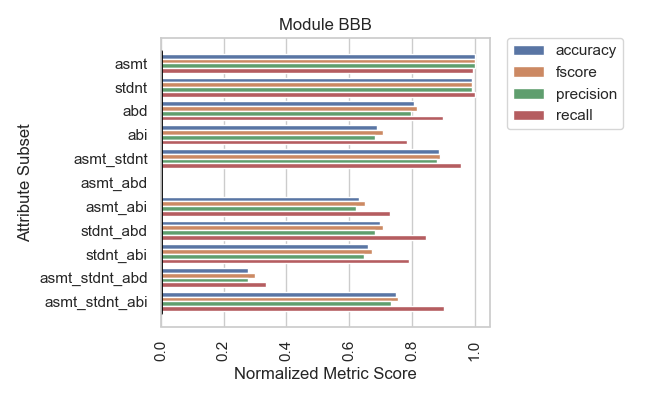 Module BBB
accuracy
fscore
precision
recall
Attribute Subset
asmt
stdnt
abd
abi
asmt_stdnt
asmt_abd
asmt_abi
stdnt_abd
stdnt_abi
asmt_stdnt_abd
asmt_stdnt_abi
0.0 0.2 0.4 0.6 0.8 1.0
Normalized Metric Score